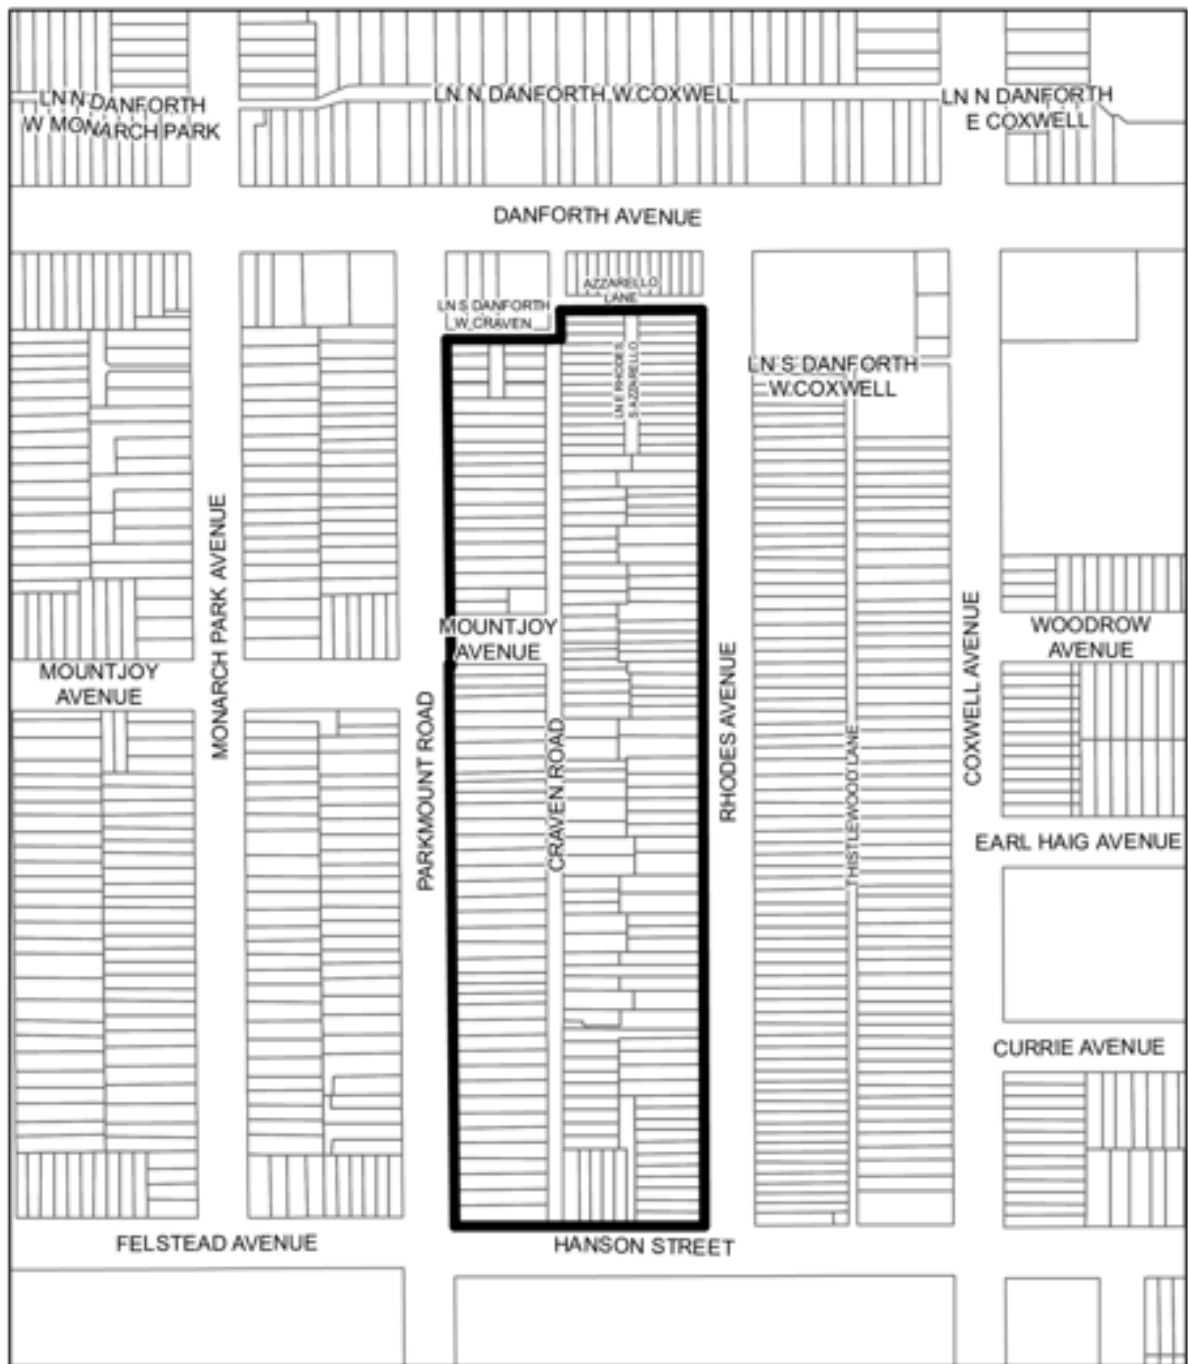 LN N DANFORTH
W MONARCH PARK
LN N DANFORTH W COXWELL
LN N DANFORTH
E COXWELL
DANFORTH AVENUE
AZZARELLO
LANE
LN S DANFORTH
W CRAVEN
LN E RHODES
S AZZARELLO
LN S DANFORTH
W COXWELL
MONARCH PARK AVENUE
MOUNTJOY
AVENUE
MOUNTJOY
AVENUE
WOODROW
AVENUE
PARKMOUNT ROAD
CRAVEN ROAD
RHODES AVENUE
THISTLEWOOD LANE
COXWELL AVENUE
EARL HAIG AVENUE
CURRIE AVENUE
FELSTEAD AVENUE
HANSON STREET